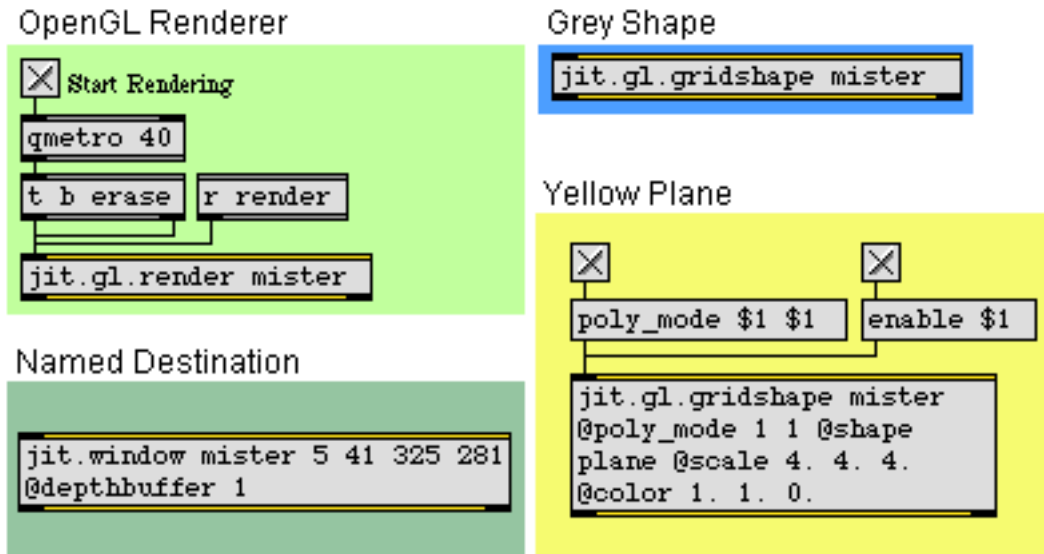 OpenGL Renderer
Start Rendering
qmetro 40
t b erase
r render
jit.gl.render mister
Named Destination
jit.window mister 5 41 325 281
@depthbuffer 1
Grey Shape
jit.gl.gridshape mister
Yellow Plane
poly_mode $1 $1
enable $1
jit.gl.gridshape mister
@poly_mode 1 1 @shape
plane @scale 4. 4. 4.
@color 1. 1. 0.